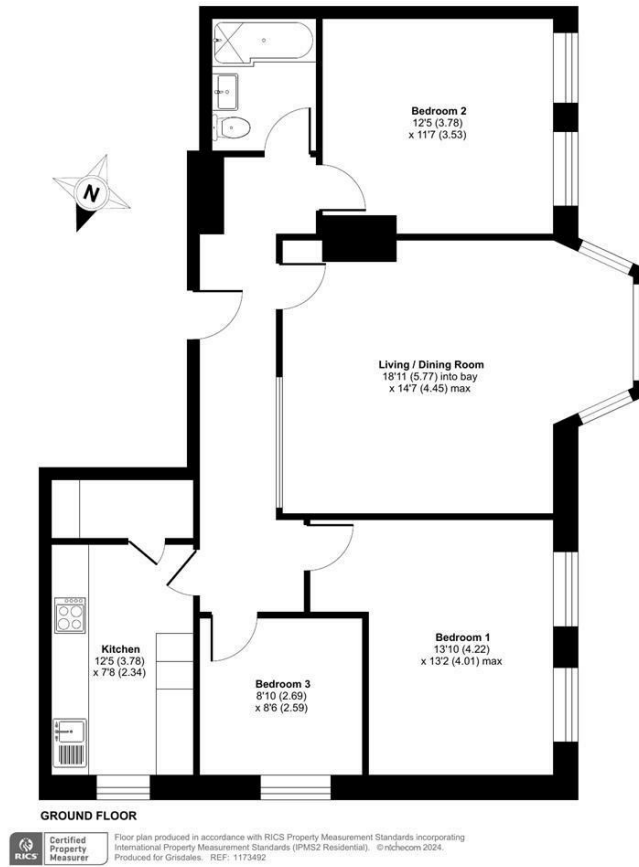 Bedroom 2
12'5 (3.78)
x 11'7 (3.53)
N
Living / Dining Room
18'11 (5.77) into bay
x 14'7 (4.45) max
Kitchen
12'5 (3.78)
x 7'8 (2.34)
Bedroom 3
8'10 (2.69)
x 8'6 (2.59)
Bedroom 1
13'10 (4.22)
x 13'2 (4.01) max
GROUND FLOOR
RICS
Certified
Property
Measurer
Floor plan produced in accordance with RICS Property Measurement Standards incorporating
International Property Measurement Standards (IPMS2 Residential). © nichecom 2024.
Produced for Grisdales. REF: 1173492